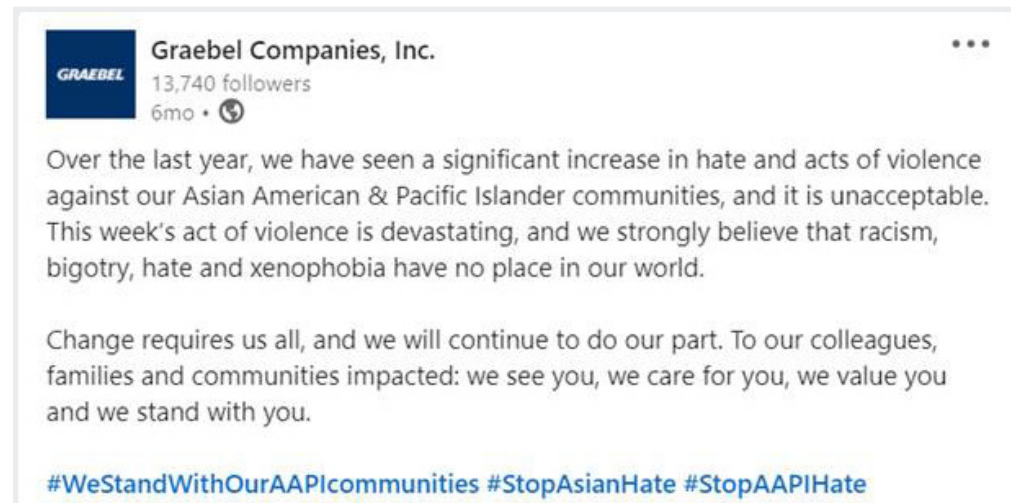 GRAEBEL
Graebel Companies, Inc.
13,740 followers
6mo •
Over the last year, we have seen a significant increase in hate and acts of violence
against our Asian American & Pacific Islander communities, and it is unacceptable.
This week's act of violence is devastating, and we strongly believe that racism,
bigotry, hate and xenophobia have no place in our world.
Change requires us all, and we will continue to do our part. To our colleagues,
families and communities impacted: we see you, we care for you, we value you
and we stand with you.
#WeStandWithOurAAPIcommunities #StopAsianHate #StopAAPIHate